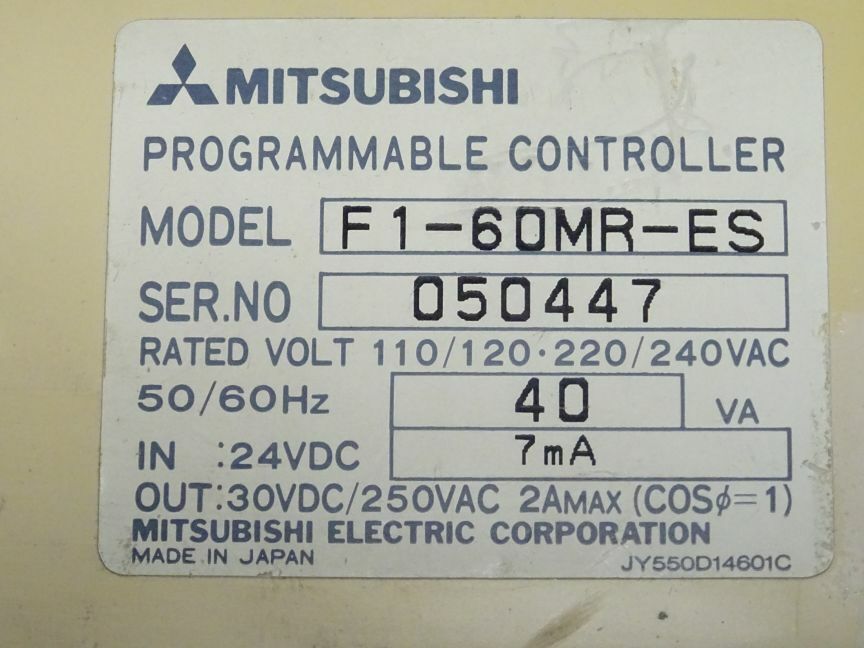 MITSUBISHI
PROGRAMMABLE CONTROLLER
MODEL F1-60MR-ES
SER.NO 050447
RATED VOLT 110/120·220/240VAC
50/60Hz 40 VA
IN :24VDC 7mA
OUT:30VDC/250VAC 2AMAX (COSφ=1)
MITSUBISHI ELECTRIC CORPORATION
MADE IN JAPAN JY550D14601C